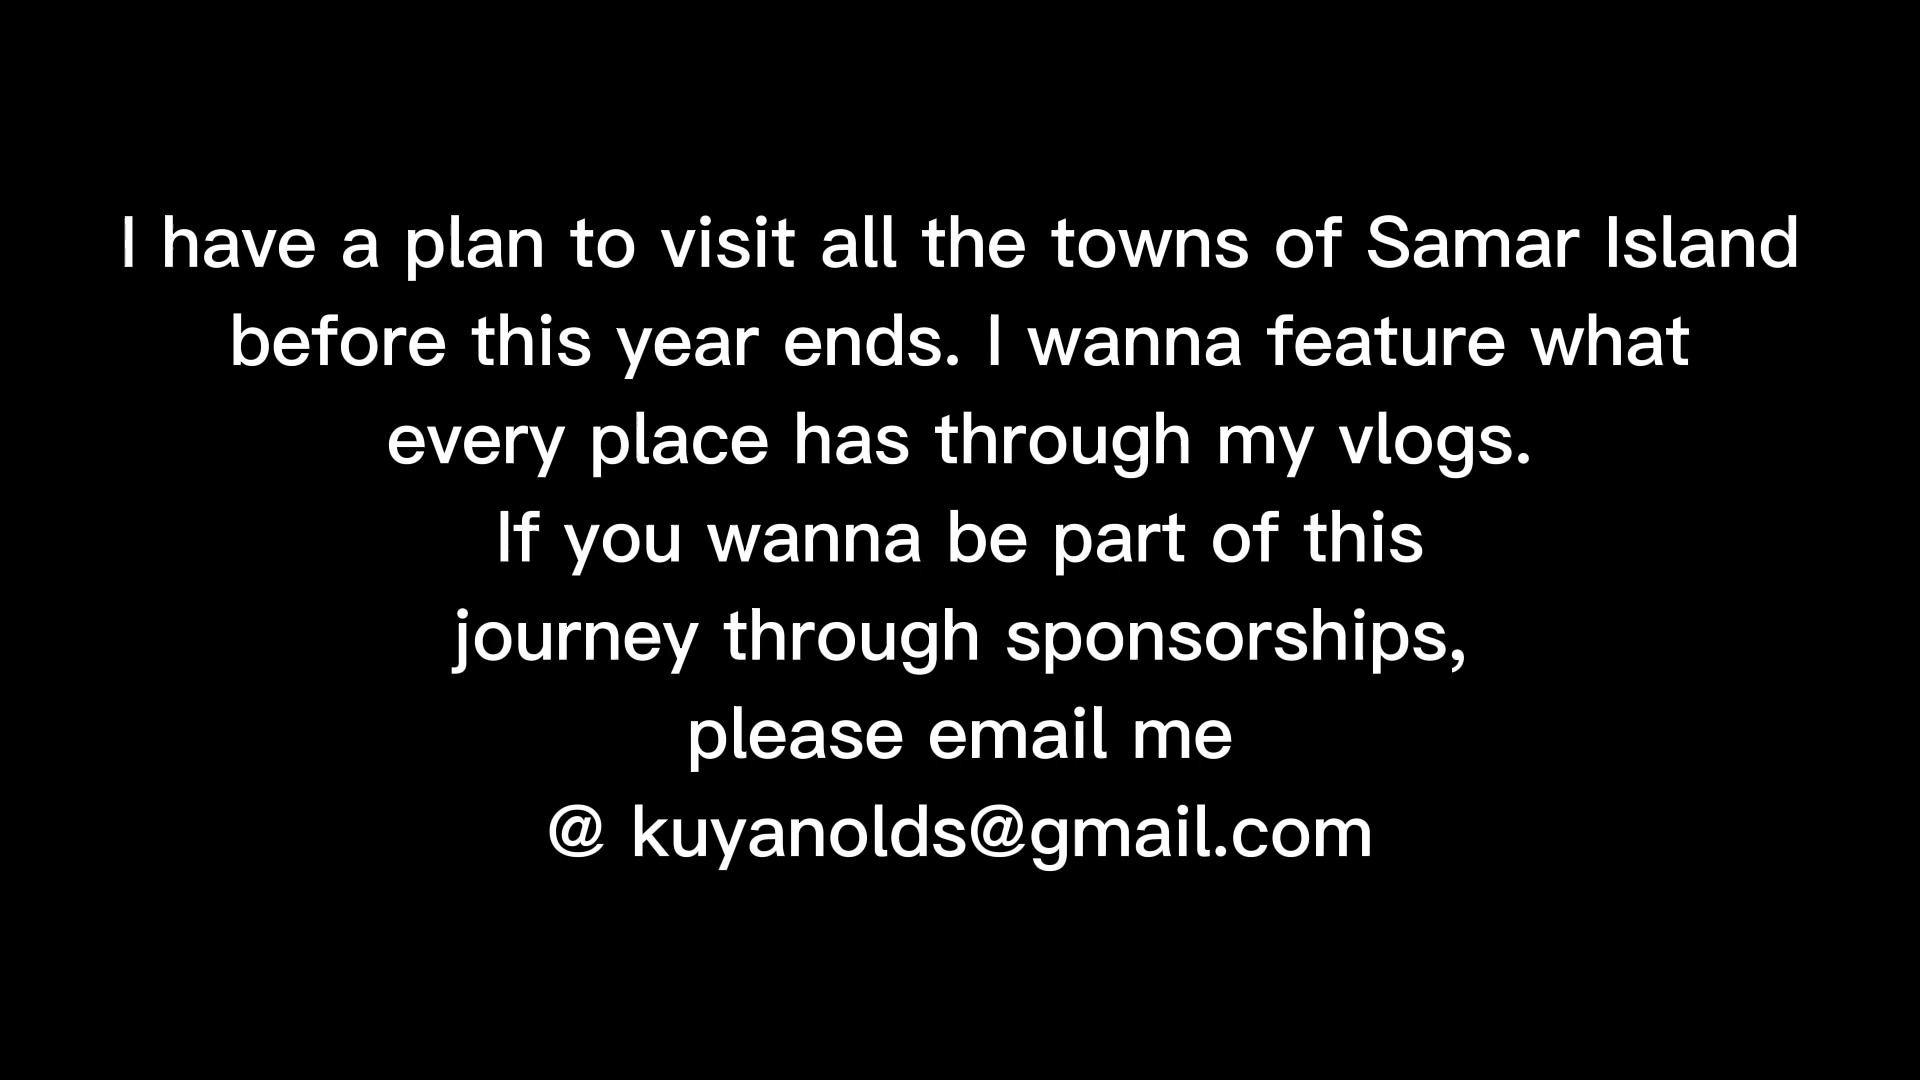 I have a plan to visit all the towns of Samar Island
before this year ends. I wanna feature what
every place has through my vlogs.
If you wanna be part of this
journey through sponsorships,
please email me
@ kuyanolds@gmail.com